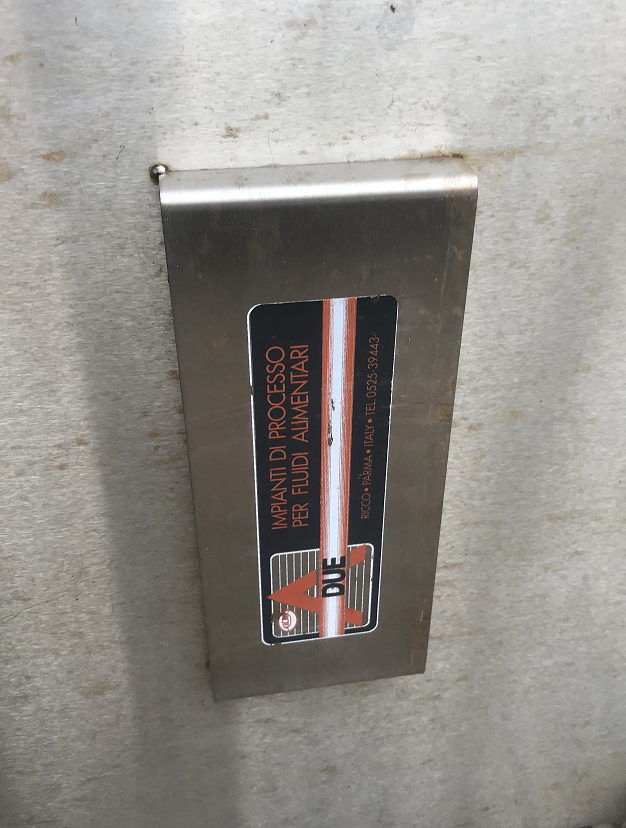 IMPIANTI DI PROCESSO
PER FLUIDI ALIMENTARI
A DUE
RICCÒ • PARMA • ITALY • TEL 0525-39443